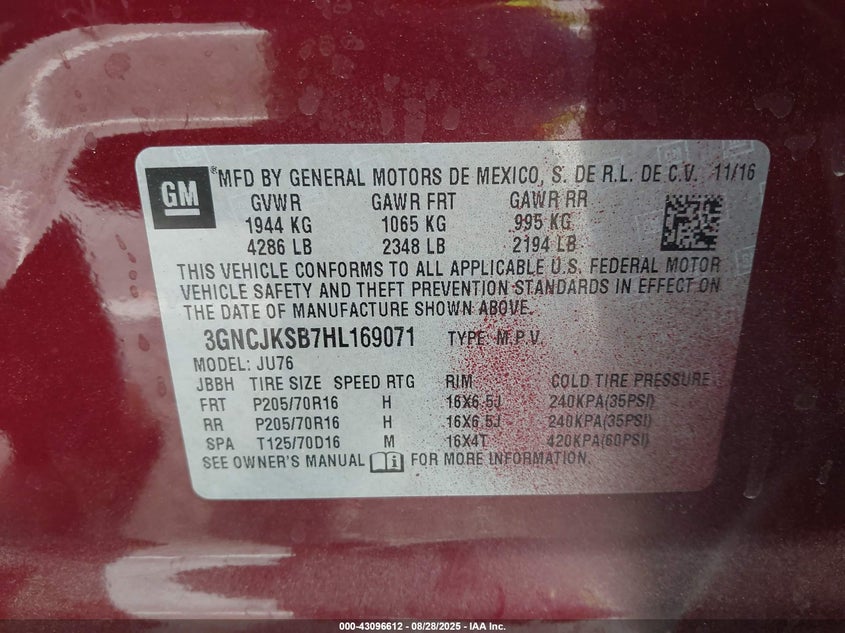 GM
®MFD BY GENERAL MOTORS DE MEXICO, S. DE R.L. DE C.V. 11/16
GVWR GAWR FRT GAWR RR
1944 KG 1065 KG 995 KG
4286 LB 2348 LB 2194 LB
THIS VEHICLE CONFORMS TO ALL APPLICABLE U.S. FEDERAL MOTOR
VEHICLE SAFETY AND THEFT PREVENTION STANDARDS IN EFFECT ON
THE DATE OF MANUFACTURE SHOWN ABOVE.
3GNCJKSB7HL169071 TYPE: M.P.V.
MODEL: JU76
JBBH TIRE SIZE SPEED RTG RIM COLD TIRE PRESSURE
FRT P205/70R16 H 16X6.5J 240KPA(35PSI)
RR P205/70R16 H 16X6.5J 240KPA(35PSI)
SPA T125/70D16 M 16X4T 420KPA(60PSI)
SEE OWNER'S MANUAL FOR MORE INFORMATION.
000-43096612 - 08/28/2025 - IAA Inc.